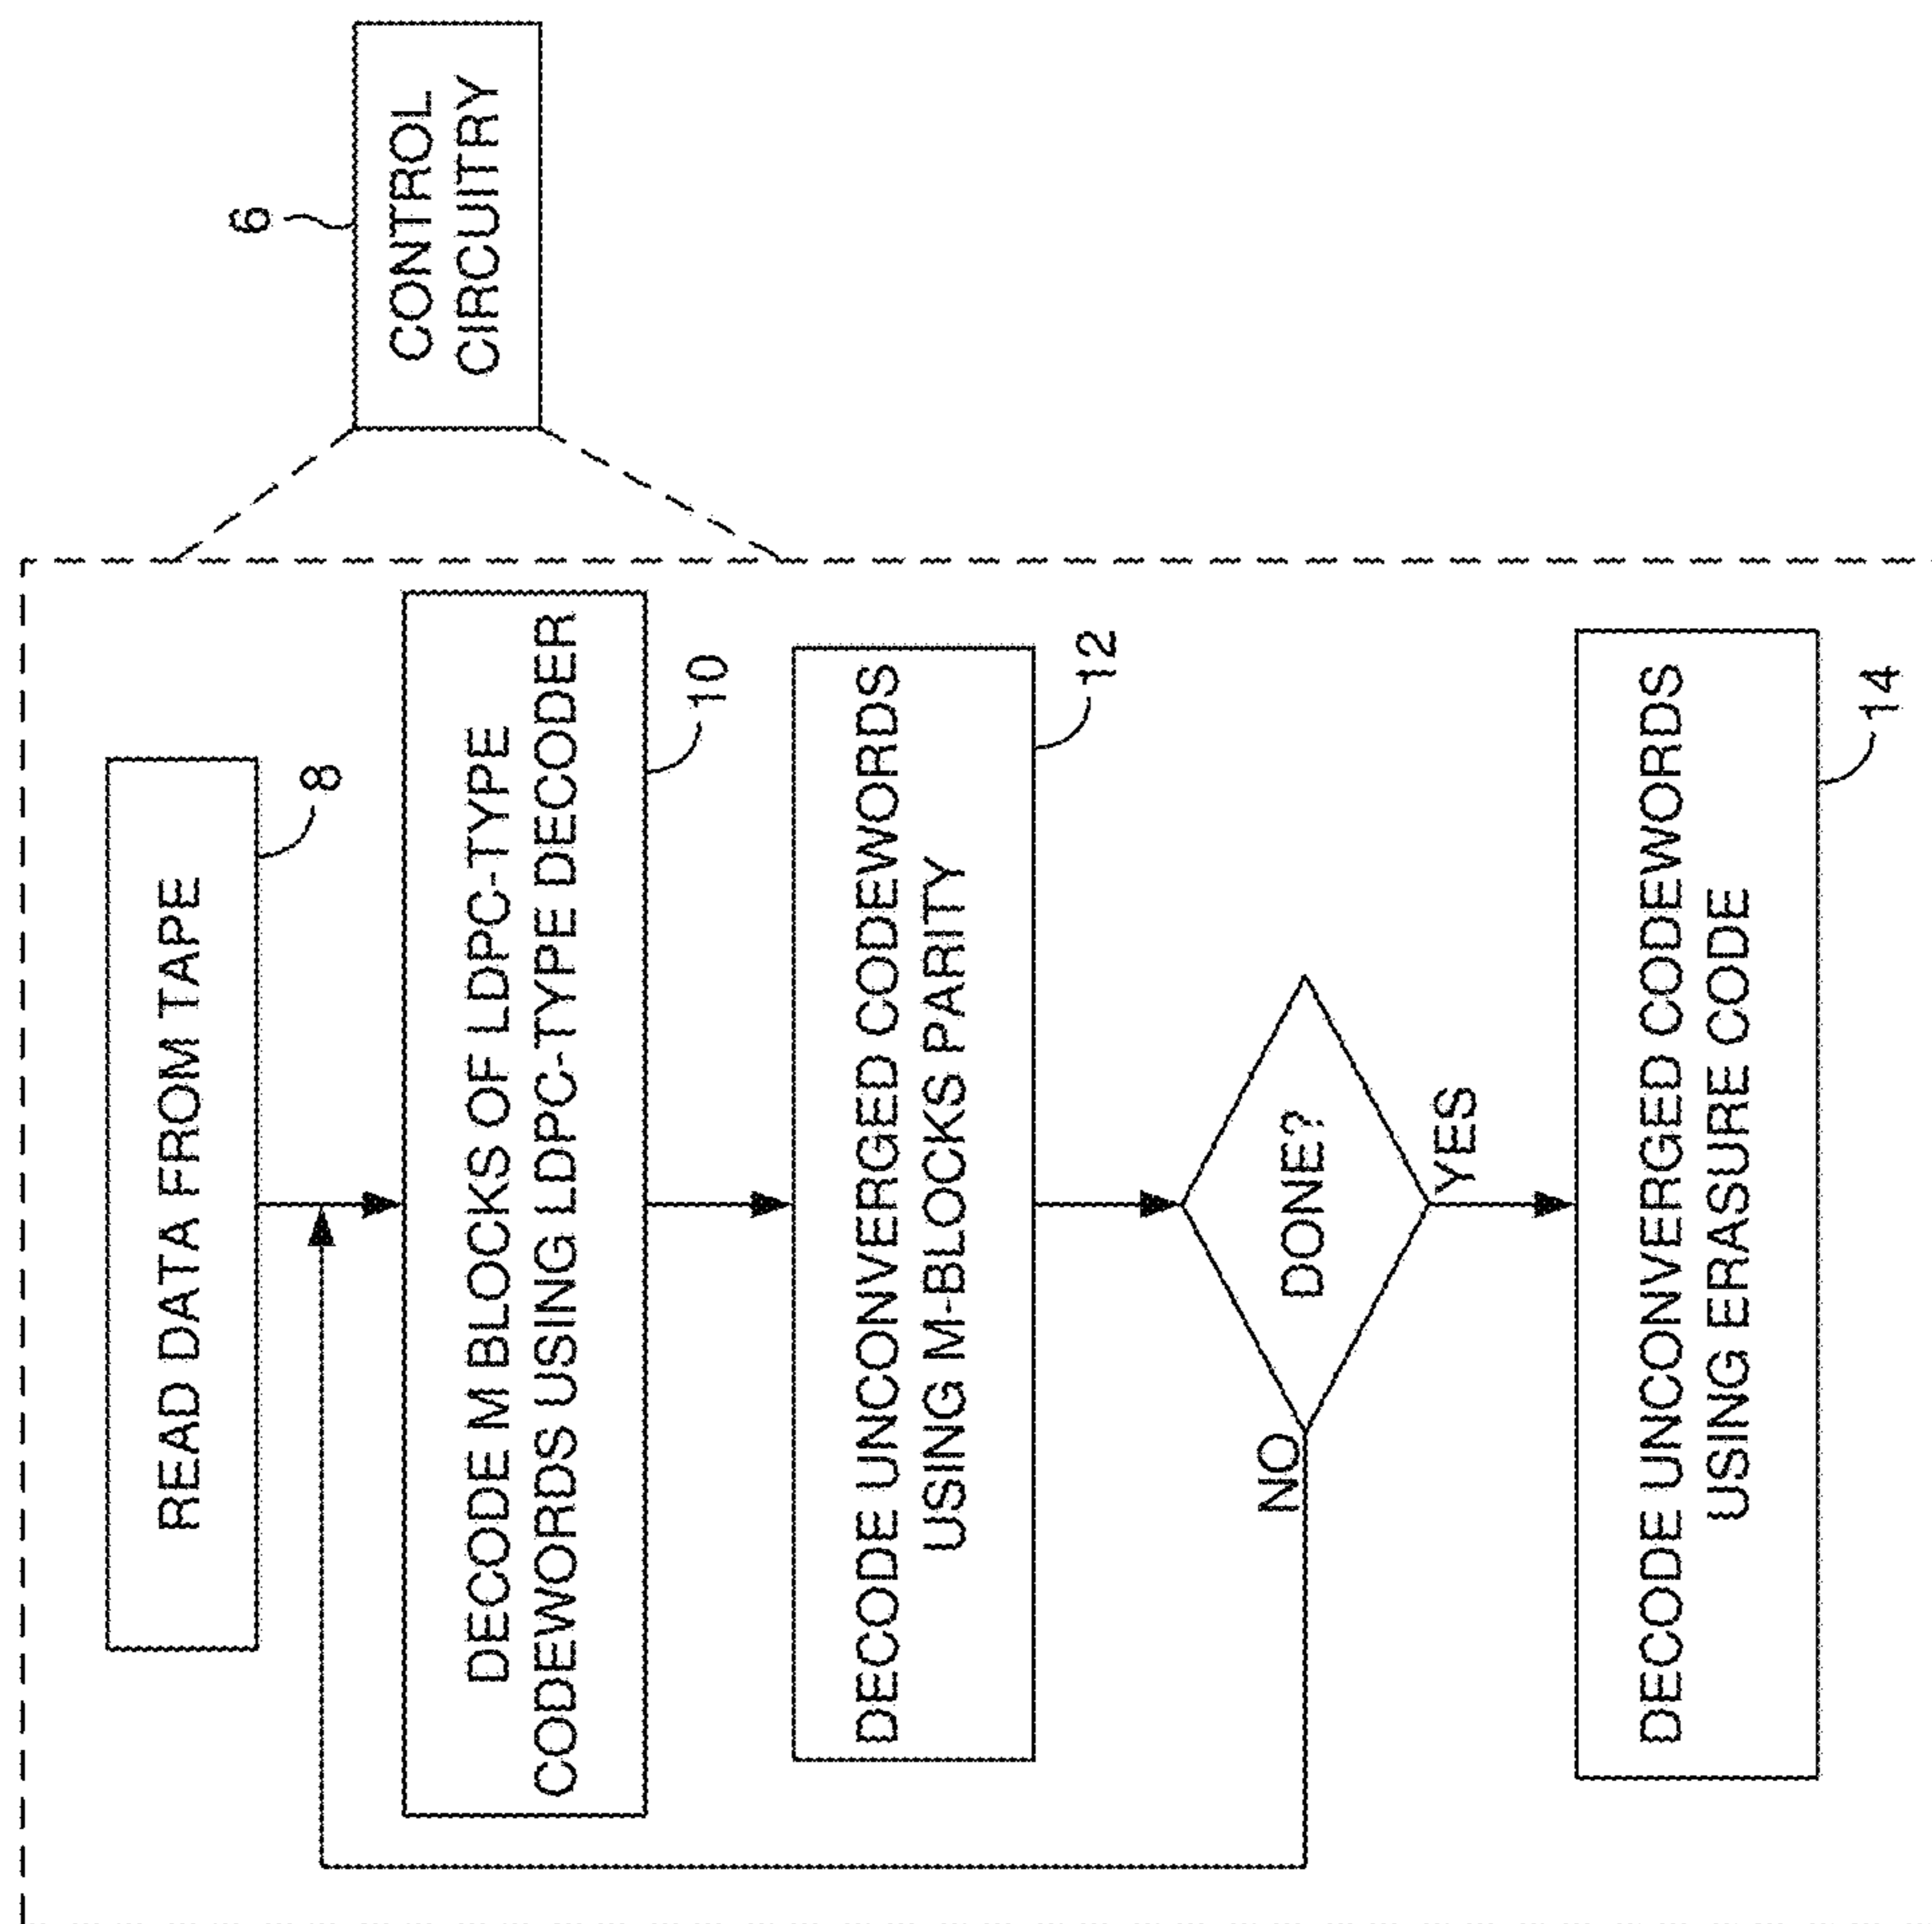 6
CONTROL
CIRCUITRY
READ DATA FROM TAPE
8
DECODE M BLOCKS OF LDPC-TYPE
CODEWORDS USING LDPC-TYPE DECODER
10
DECODE UNCONVERGED CODEWORDS
USING M-BLOCKS PARITY
12
DONE?
NO
YES
DECODE UNCONVERGED CODEWORDS
USING ERASURE CODE
14